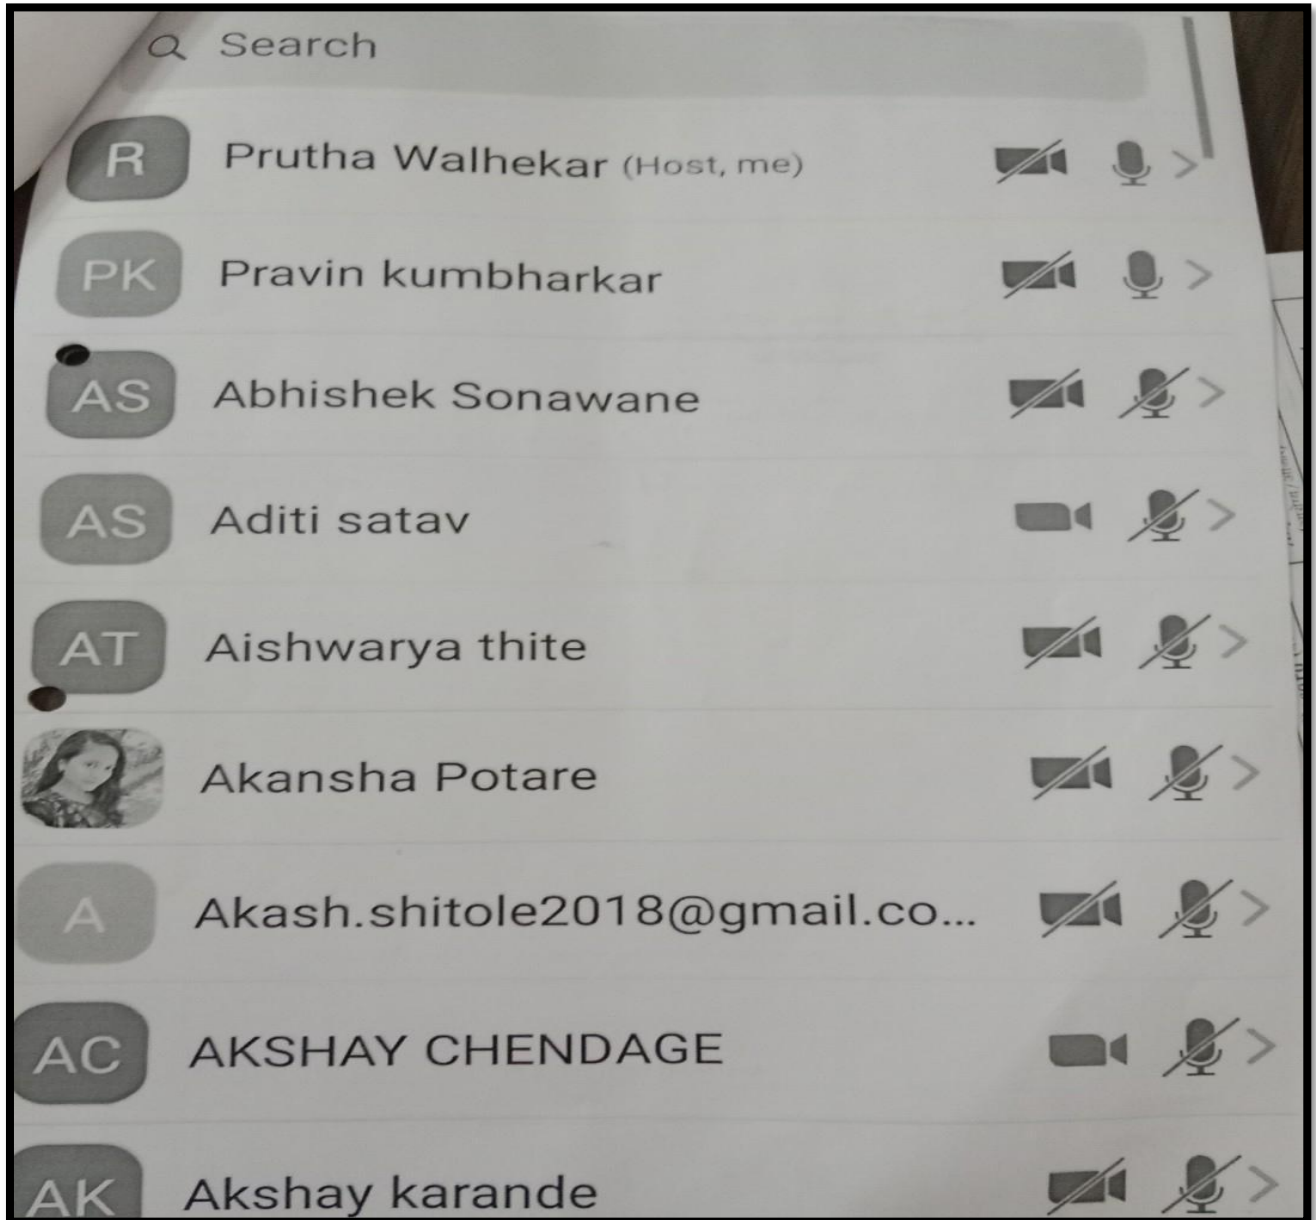 Search
R Prutha Walhekar (Host, me)
PK Pravin kumbharkar
AS Abhishek Sonawane
AS Aditi satav
AT Aishwarya thite
Akansha Potare
A Akash.shitole2018@gmail.co...
AC AKSHAY CHENDAGE
AK Akshay karande